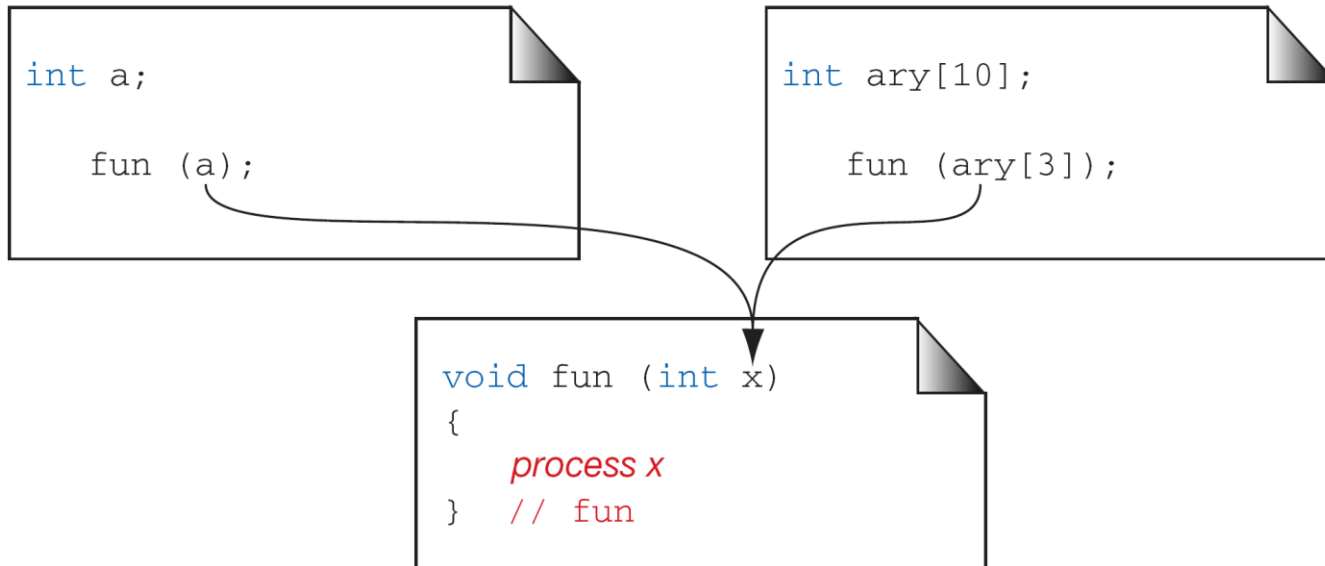 int a;
fun (a);
int ary[10];
fun (ary[3]);
void fun (int x)
{
process x
} // fun